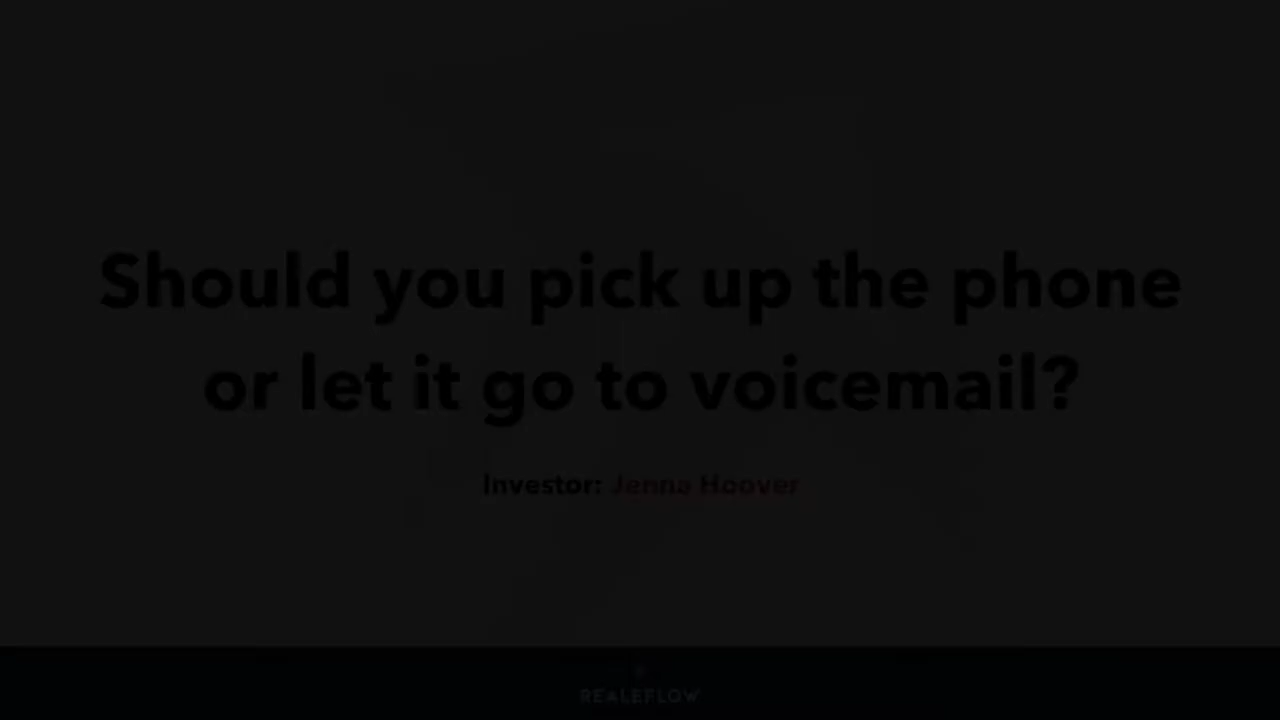 Should you pick up the phone
or let it go to voicemail?
Investor: Jenna Hoover
REALEFLOW